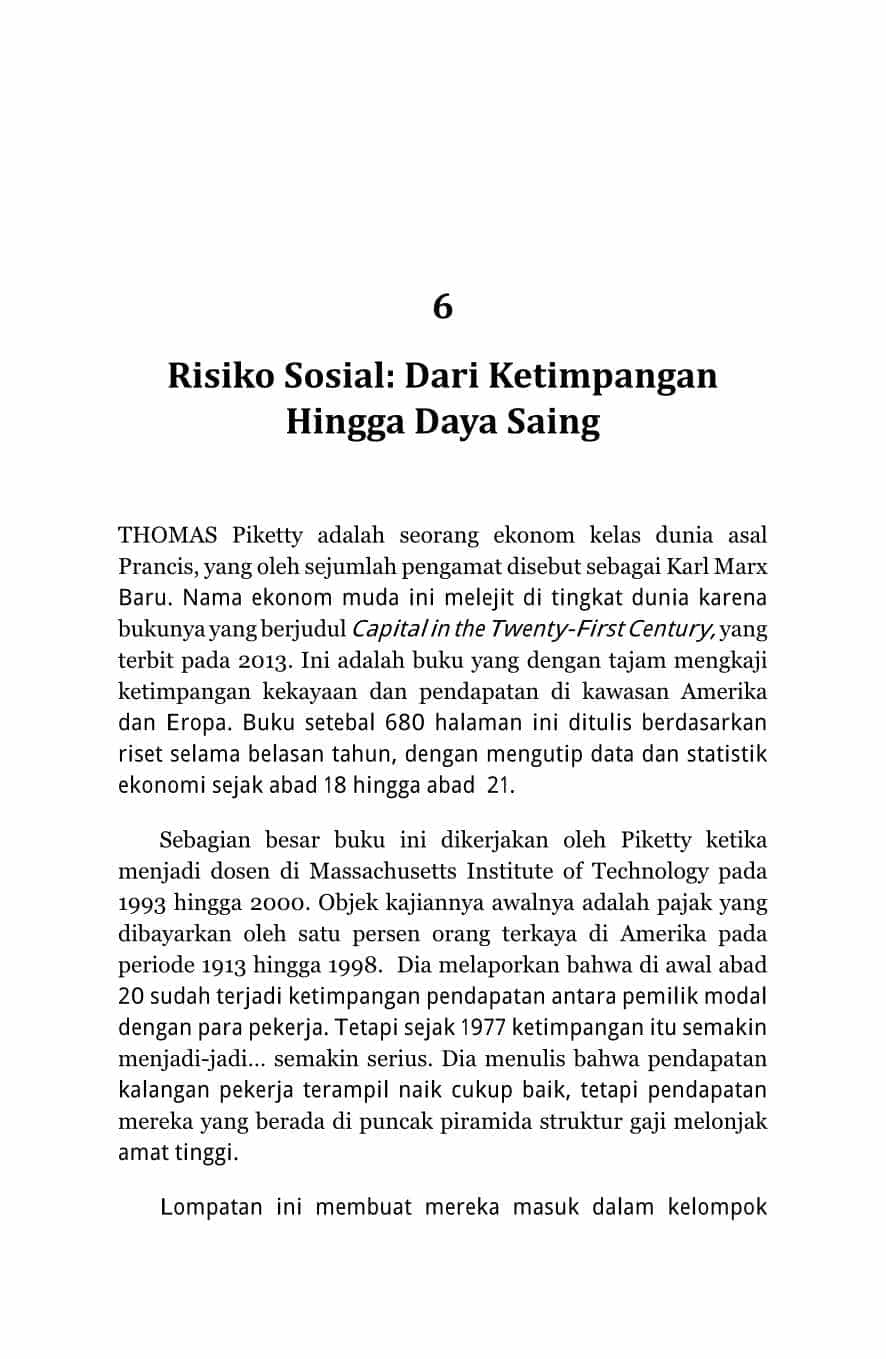 6
Risiko Sosial: Dari Ketimpangan
Hingga Daya Saing
THOMAS Piketty adalah seorang ekonom kelas dunia asal
Prancis, yang oleh sejumlah pengamat disebut sebagai Karl Marx
Baru. Nama ekonom muda ini melejit di tingkat dunia karena
bukunya yang berjudul Capital in the Twenty-First Century, yang
terbit pada 2013. Ini adalah buku yang dengan tajam mengkaji
ketimpangan kekayaan dan pendapatan di kawasan Amerika
dan Eropa. Buku setebal 680 halaman ini ditulis berdasarkan
riset selama belasan tahun, dengan mengutip data dan statistik
ekonomi sejak abad 18 hingga abad  21.
Sebagian besar buku ini dikerjakan oleh Piketty ketika
menjadi dosen di Massachusetts Institute of Technology pada
1993 hingga 2000. Objek kajiannya awalnya adalah pajak yang
dibayarkan oleh satu persen orang terkaya di Amerika pada
periode 1913 hingga 1998.  Dia melaporkan bahwa di awal abad
20 sudah terjadi ketimpangan pendapatan antara pemilik modal
dengan para pekerja. Tetapi sejak 1977 ketimpangan itu semakin
menjadi-jadi... semakin serius. Dia menulis bahwa pendapatan
kalangan pekerja terampil naik cukup baik, tetapi pendapatan
mereka yang berada di puncak piramida struktur gaji melonjak
amat tinggi.
Lompatan ini membuat mereka masuk dalam kelompok